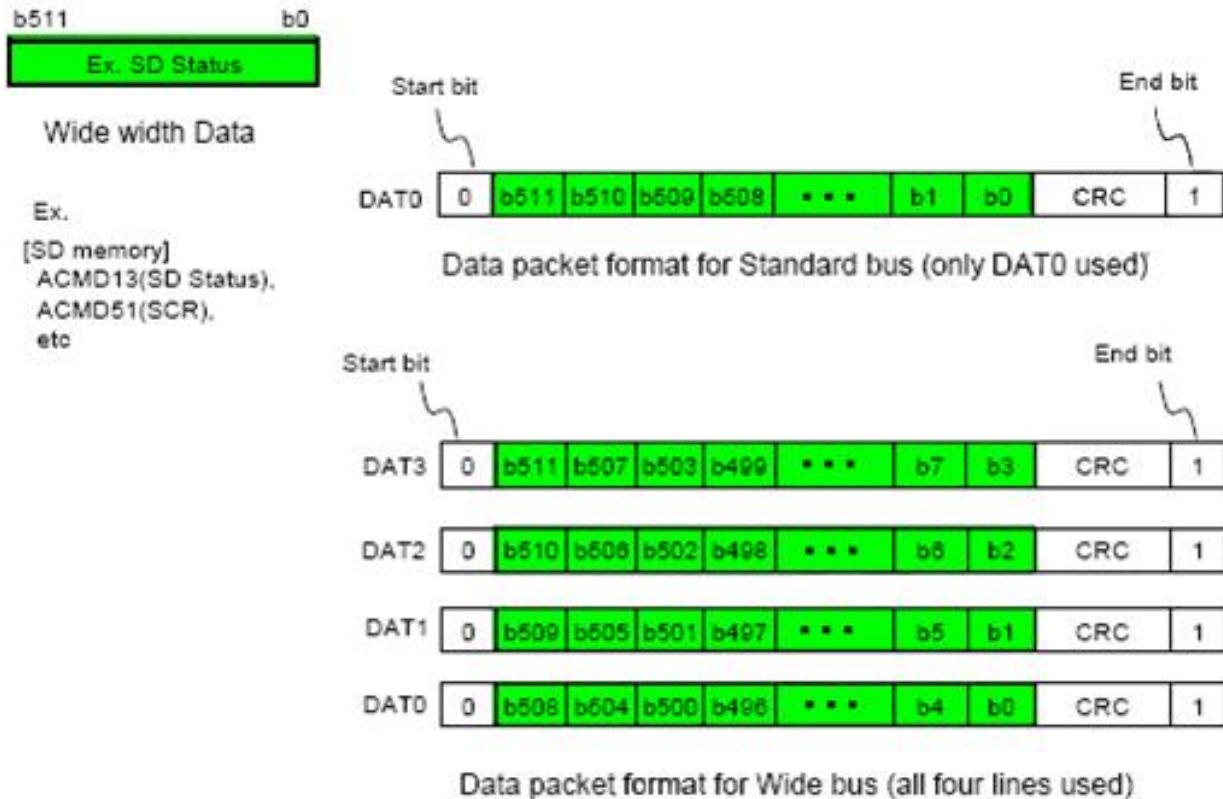 b511 b0
Ex. SD Status
Wide width Data
Ex.
[SD memory]
ACMD13(SD Status),
ACMD51(SCR),
etc
Start bit End bit
DAT0 0 b511 b510 b509 b508 ▪ ▪ ▪ b1 b0 CRC 1
Data packet format for Standard bus (only DAT0 used)
Start bit End bit
DAT3 0 b511 b507 b503 b499 ▪ ▪ ▪ b7 b3 CRC 1
DAT2 0 b510 b506 b502 b498 ▪ ▪ ▪ b6 b2 CRC 1
DAT1 0 b509 b505 b501 b497 ▪ ▪ ▪ b5 b1 CRC 1
DAT0 0 b508 b504 b500 b496 ▪ ▪ ▪ b4 b0 CRC 1
Data packet format for Wide bus (all four lines used)